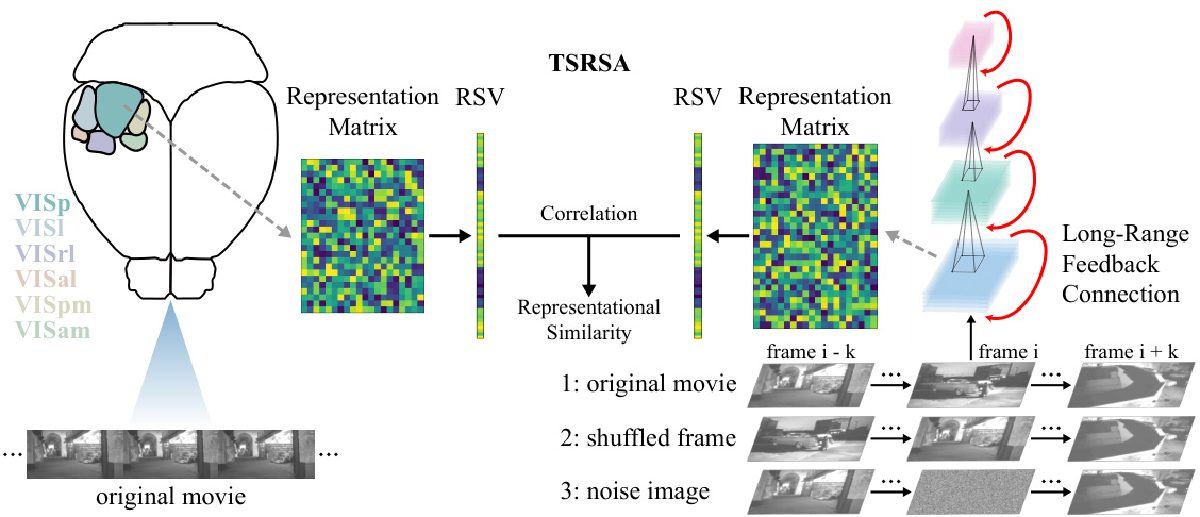 TSRSA
Representation
Matrix
RSV
RSV
Representation
Matrix
VISp
VISl
VISrl
VISal
VISpm
VISam
Correlation
Representational
Similarity
Long-Range
Feedback
Connection
... original movie ...
frame i - k
frame i
frame i + k
1: original movie ... ...
2: shuffled frame ... ...
3: noise image ... ...